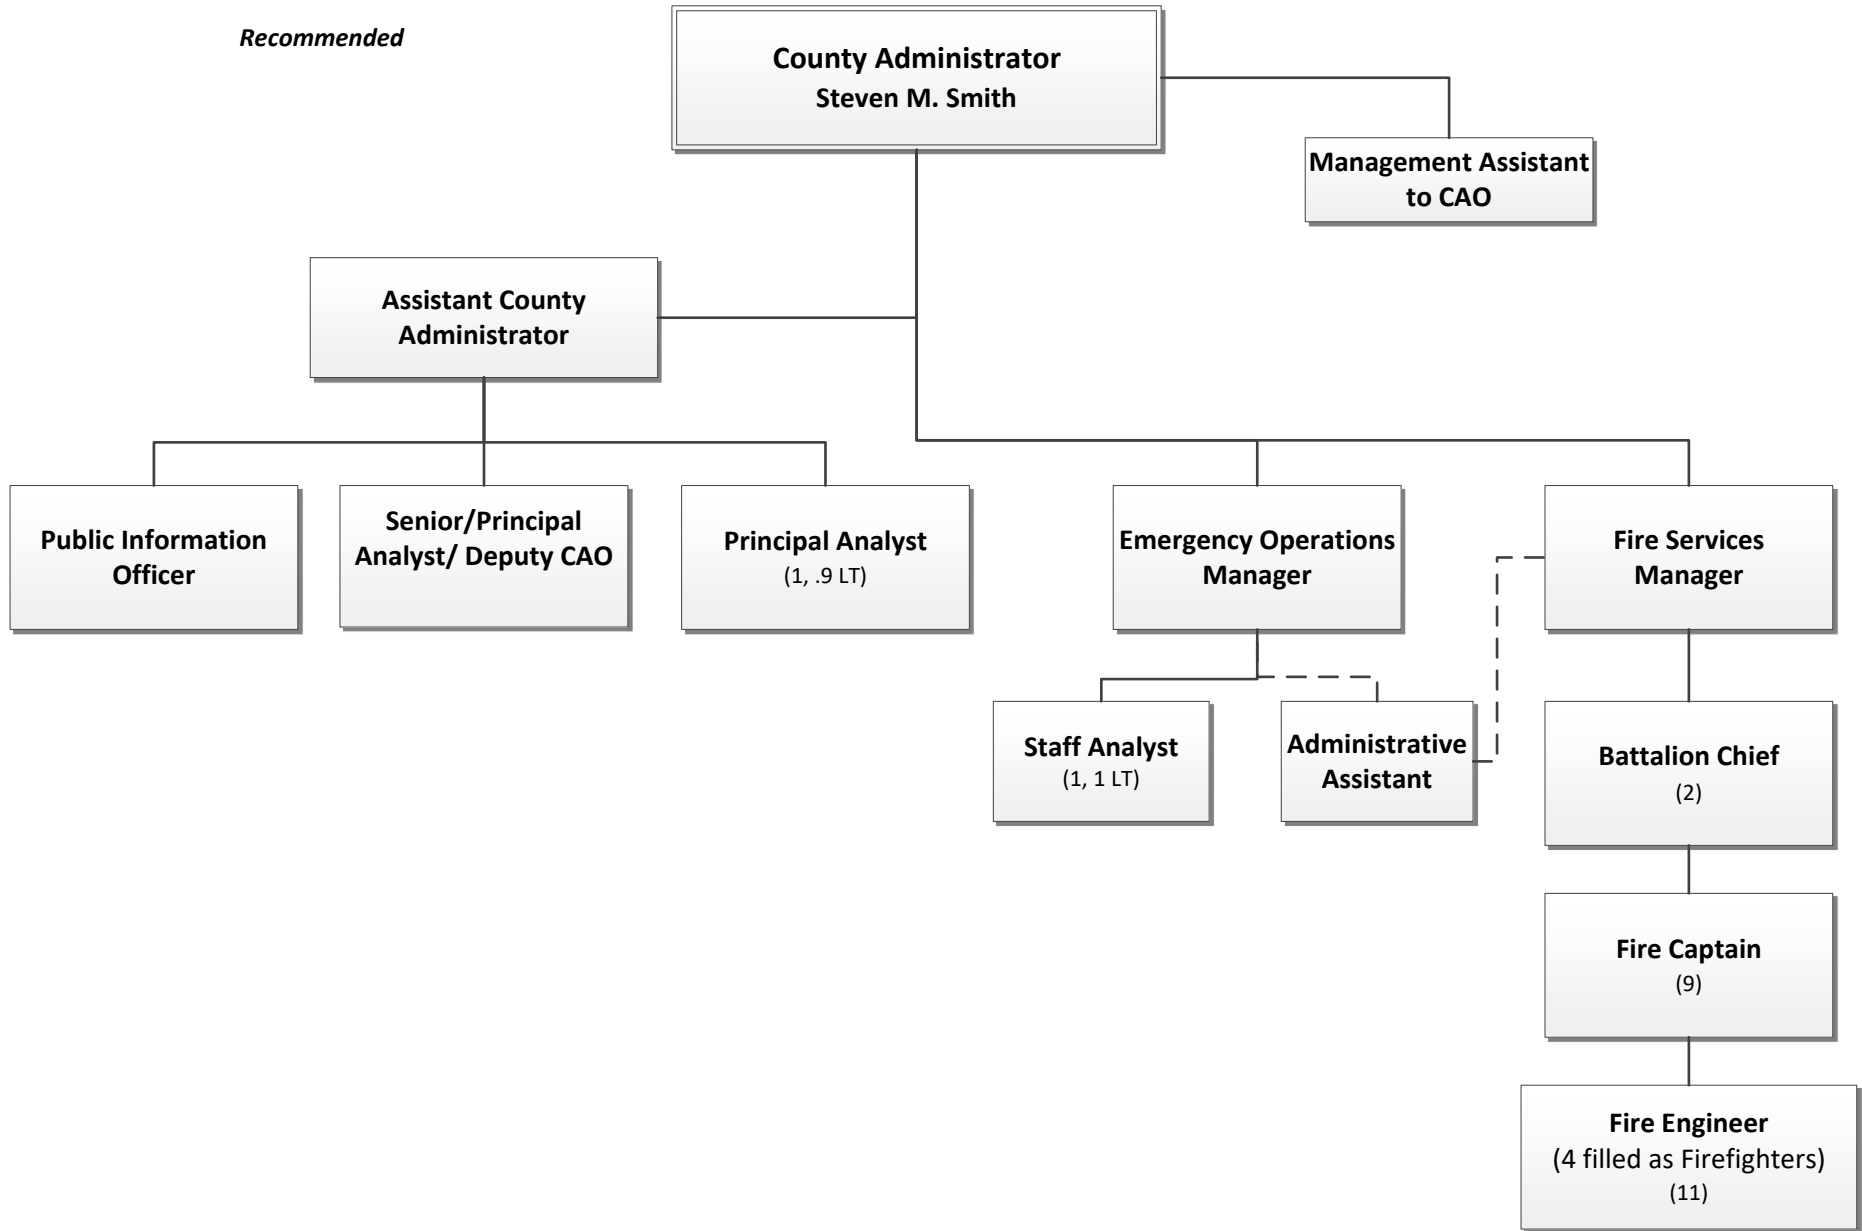 Recommended
County Administrator
Steven M. Smith
Management Assistant
to CAO
Assistant County
Administrator
Public Information
Officer
Senior/Principal
Analyst/ Deputy CAO
Principal Analyst
(1, .9 LT)
Emergency Operations
Manager
Fire Services
Manager
Staff Analyst
(1, 1 LT)
Administrative
Assistant
Battalion Chief
(2)
Fire Captain
(9)
Fire Engineer
(4 filled as Firefighters)
(11)